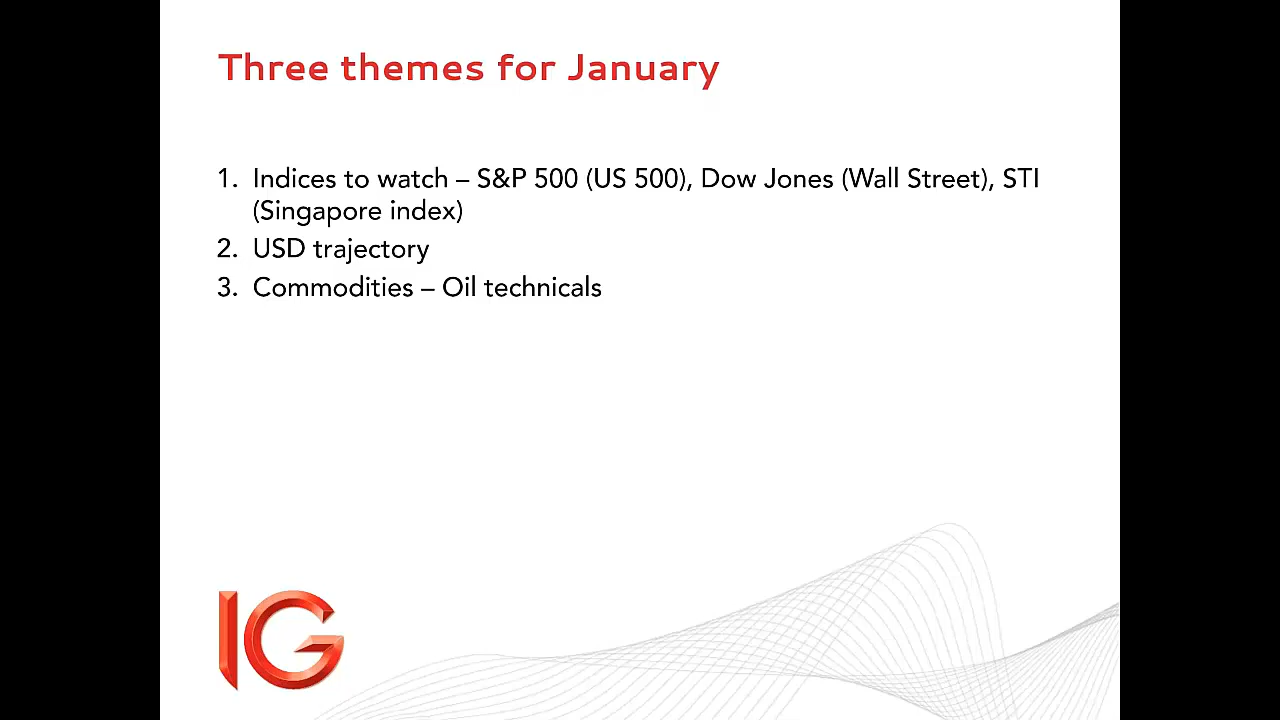 Three themes for January
1. Indices to watch – S&P 500 (US 500), Dow Jones (Wall Street), STI
(Singapore index)
2. USD trajectory
3. Commodities – Oil technicals
IG